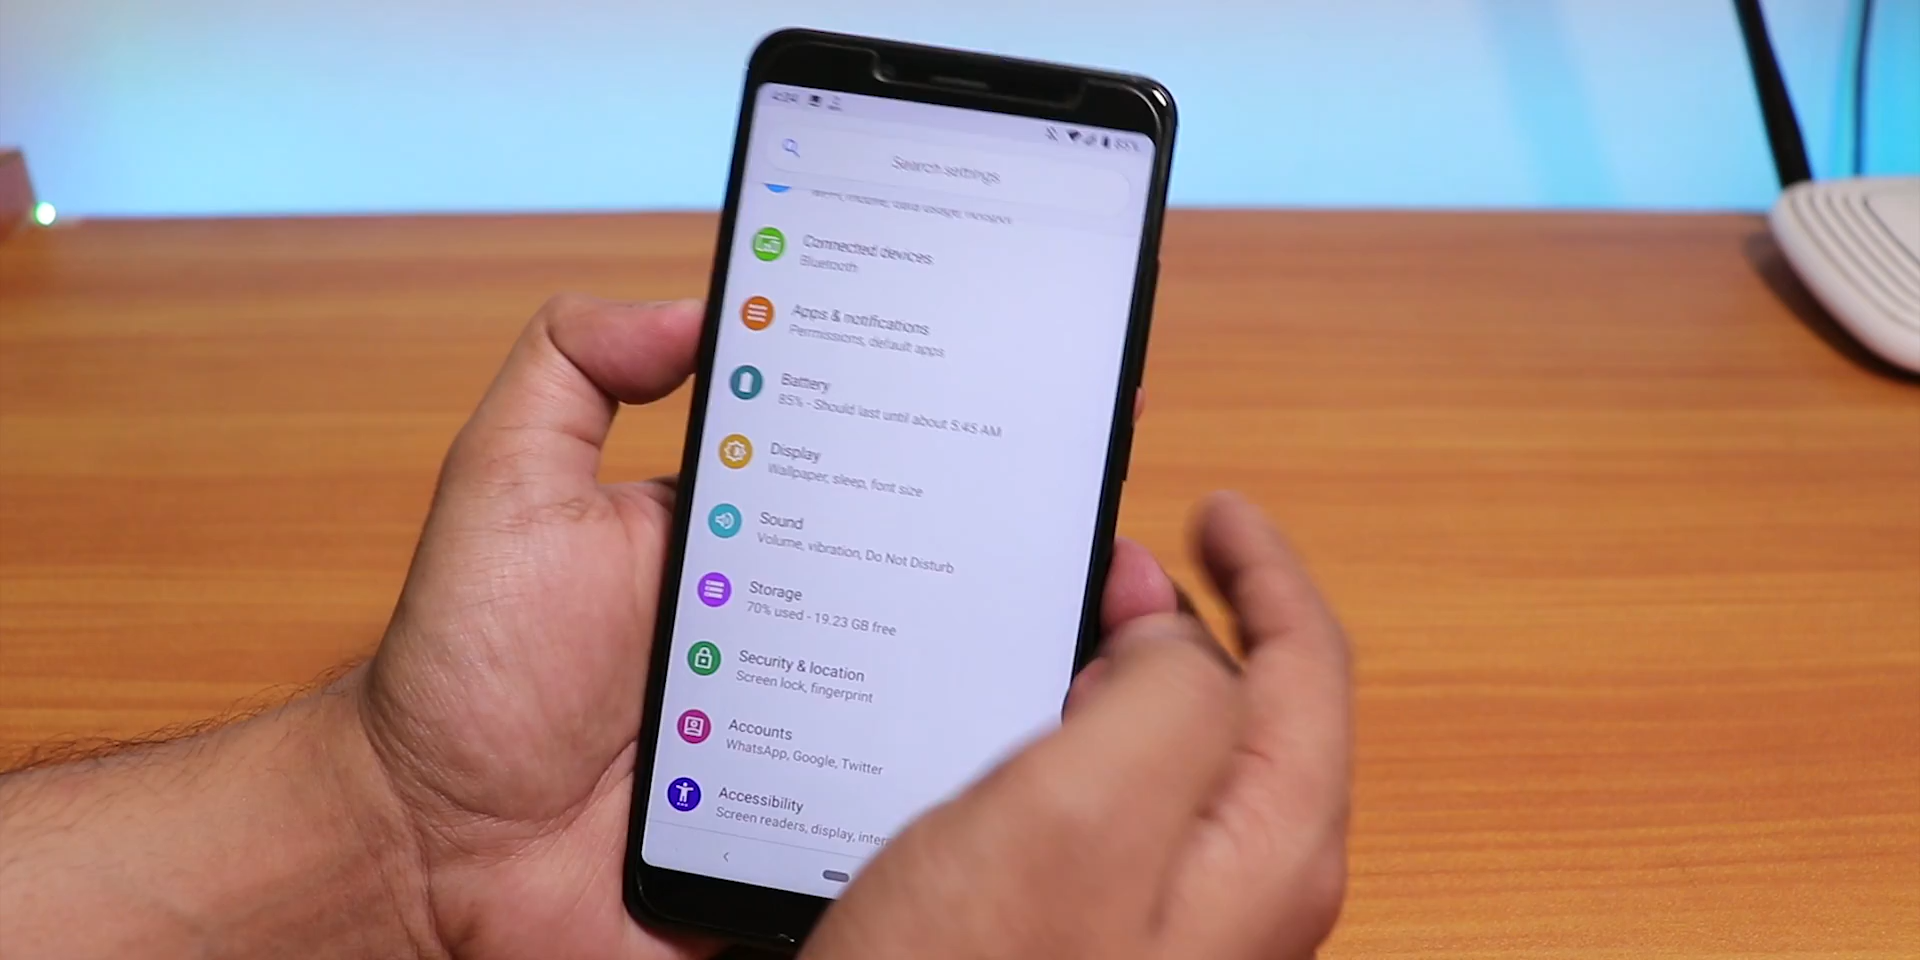 Search settings
Connected devices
Bluetooth
Apps & notifications
Permissions, default apps
Battery
85% - Should last until about 5:45 AM
Display
Wallpaper, sleep, font size
Sound
Volume, vibration, Do Not Disturb
Storage
70% used - 19.23 GB free
Security & location
Screen lock, fingerprint
Accounts
WhatsApp, Google, Twitter
Accessibility
Screen readers, display,